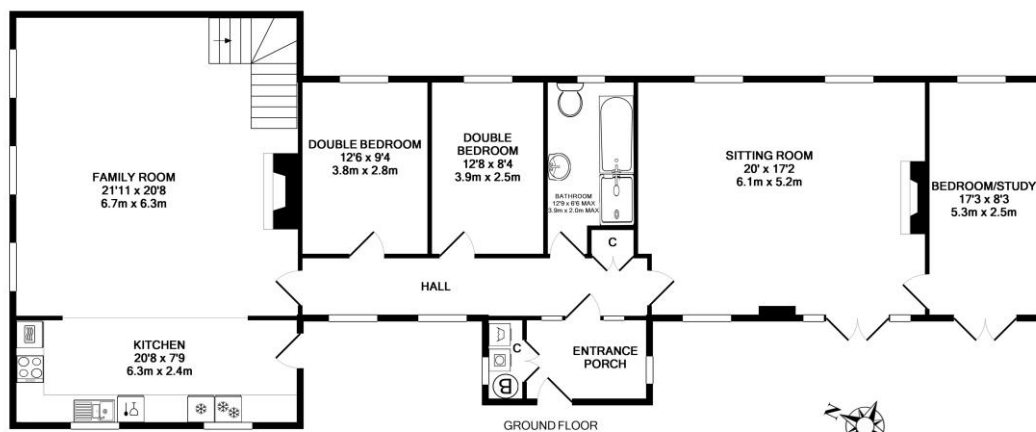 FAMILY ROOM
21'11 x 20'8
6.7m x 6.3m
DOUBLE BEDROOM
12'6 x 9'4
3.8m x 2.8m
DOUBLE
BEDROOM
12'8 x 8'4
3.9m x 2.5m
BATHROOM
12'9 x 6'6 MAX
3.9m x 2.0m MAX
C
SITTING ROOM
20' x 17'2
6.1m x 5.2m
BEDROOM/STUDY
17'3 x 8'3
5.3m x 2.5m
HALL
KITCHEN
20'8 x 7'9
6.3m x 2.4m
C
B
ENTRANCE
PORCH
N
GROUND FLOOR